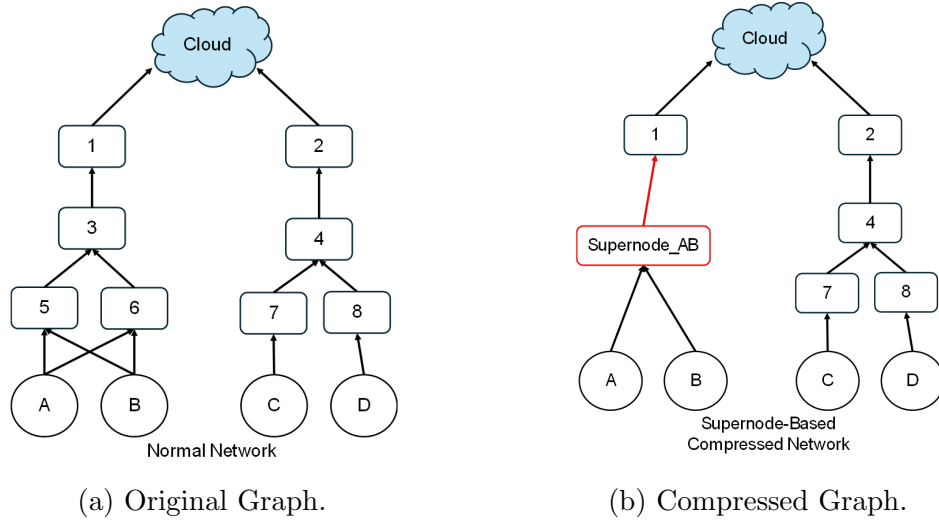 Cloud
1
2
3
4
5
6
7
8
A
B
C
D
Normal Network
(a) Original Graph.
Cloud
1
2
Supernode_AB
4
7
8
A
B
C
D
Supernode-Based
Compressed Network
(b) Compressed Graph.